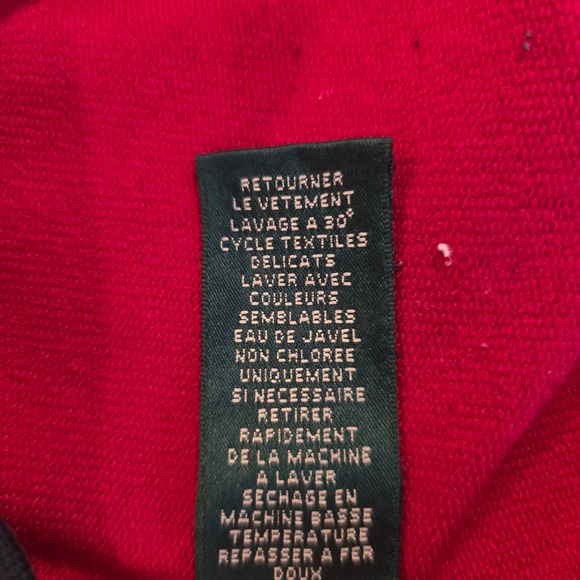 RETOURNER
LE VETEMENT
LAVAGE A 30°
CYCLE TEXTILES
DELICATS
LAVER AVEC
COULEURS
SEMBLABLES
EAU DE JAVEL
NON CHLOREE
UNIQUEMENT
SI NECESSAIRE
RETIRER
RAPIDEMENT
DE LA MACHINE
A LAVER
SECHAGE EN
MACHINE BASSE
TEMPERATURE
REPASSER A FER
DOUX